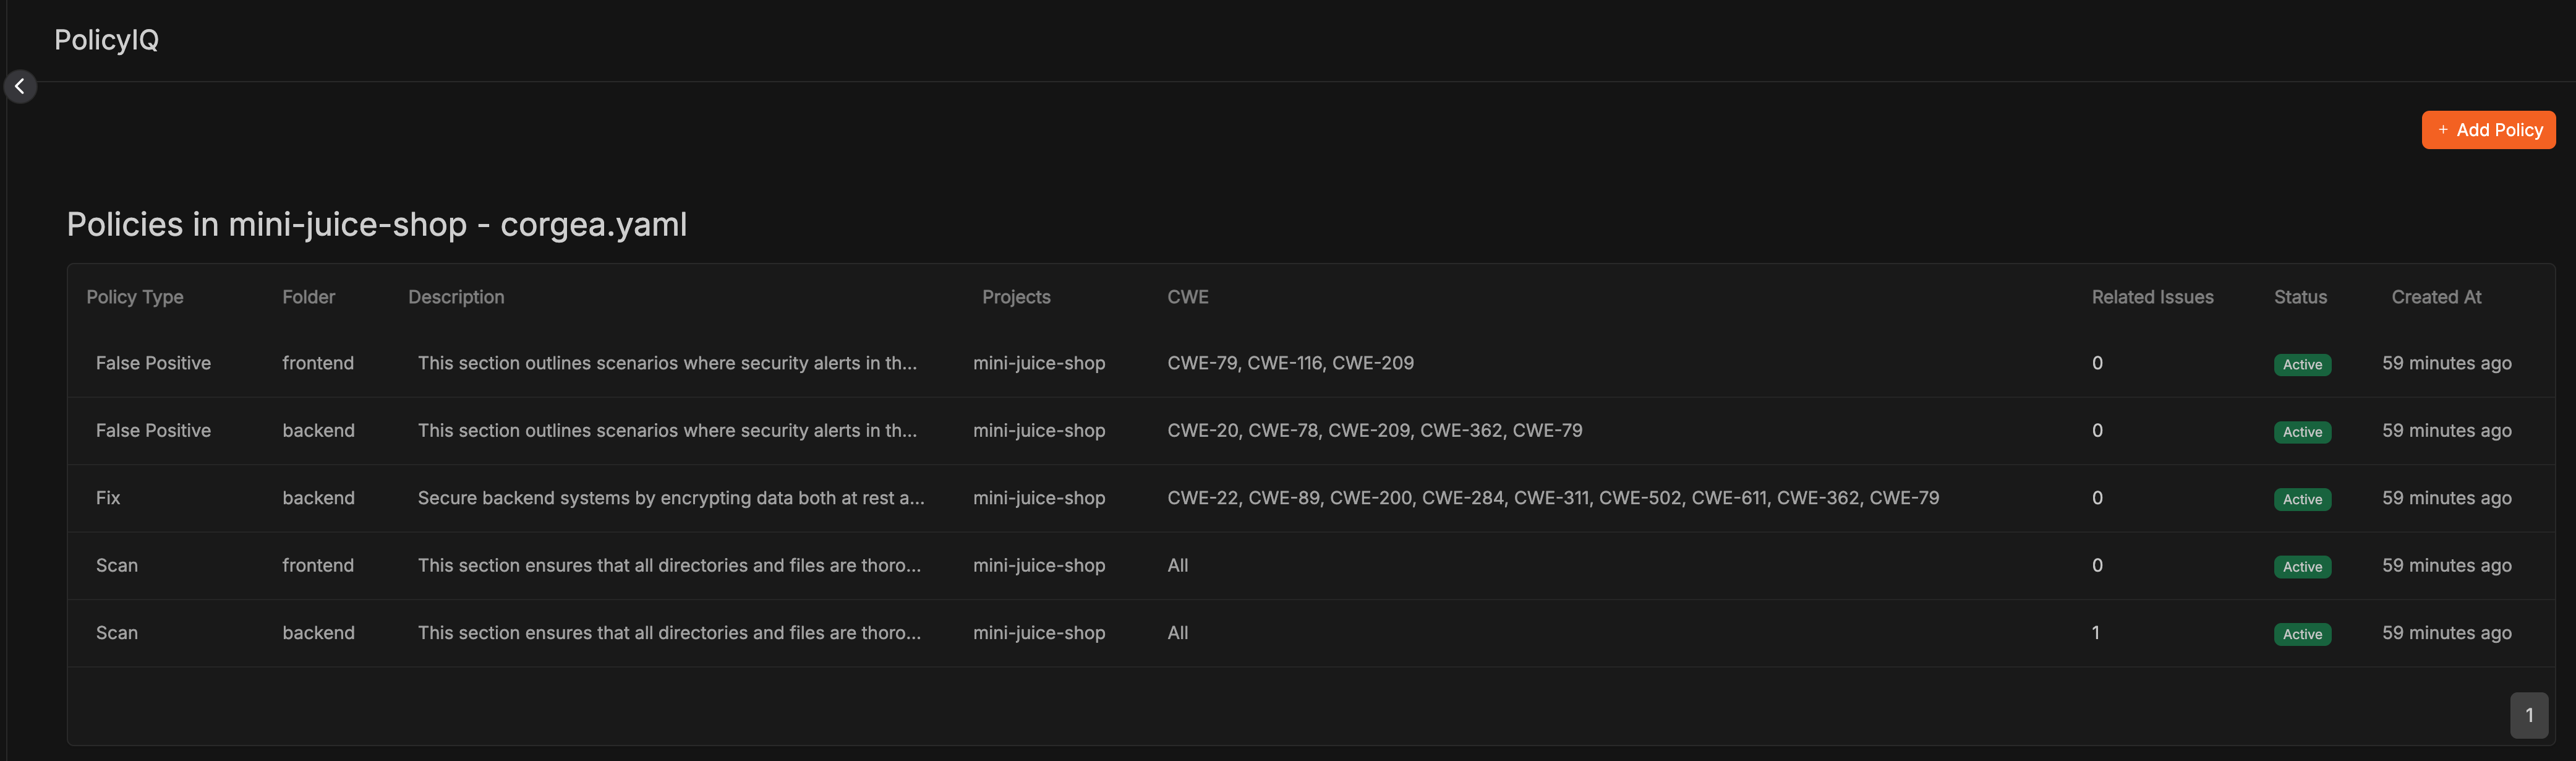 PolicyIQ
+ Add Policy
Policies in mini-juice-shop - corgea.yaml
Policy Type Folder Description Projects CWE Related Issues Status Created At
False Positive frontend This section outlines scenarios where security alerts in th... mini-juice-shop CWE-79, CWE-116, CWE-209 0 Active 59 minutes ago
False Positive backend This section outlines scenarios where security alerts in th... mini-juice-shop CWE-20, CWE-78, CWE-209, CWE-362, CWE-79 0 Active 59 minutes ago
Fix backend Secure backend systems by encrypting data both at rest a... mini-juice-shop CWE-22, CWE-89, CWE-200, CWE-284, CWE-311, CWE-502, CWE-611, CWE-362, CWE-79 0 Active 59 minutes ago
Scan frontend This section ensures that all directories and files are thoro... mini-juice-shop All 0 Active 59 minutes ago
Scan backend This section ensures that all directories and files are thoro... mini-juice-shop All 1 Active 59 minutes ago
1